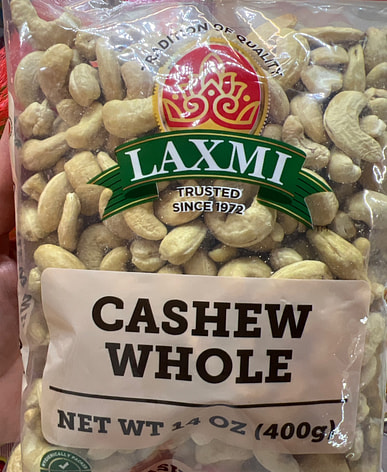 TRADITION OF QUALITY
LAXMI
TRUSTED
SINCE 1972
CASHEW
WHOLE
NET WT 14 OZ (400g)